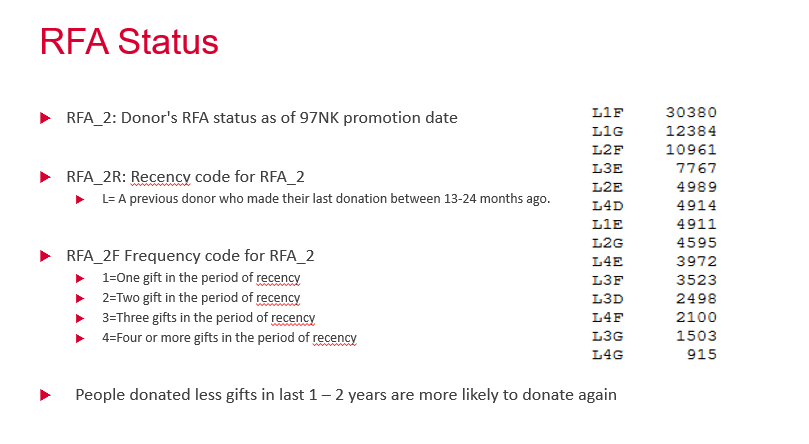 RFA Status
RFA_2: Donor's RFA status as of 97NK promotion date
RFA_2R: Recency code for RFA_2
L= A previous donor who made their last donation between 13-24 months ago.
RFA_2F Frequency code for RFA_2
1=One gift in the period of recency
2=Two gift in the period of recency
3=Three gifts in the period of recency
4=Four or more gifts in the period of recency
People donated less gifts in last 1 – 2 years are more likely to donate again
L1F 30380
L1G 12384
L2F 10961
L3E 7767
L2E 4989
L4D 4914
L1E 4911
L2G 4595
L4E 3972
L3F 3523
L3D 2498
L4F 2100
L3G 1503
L4G 915